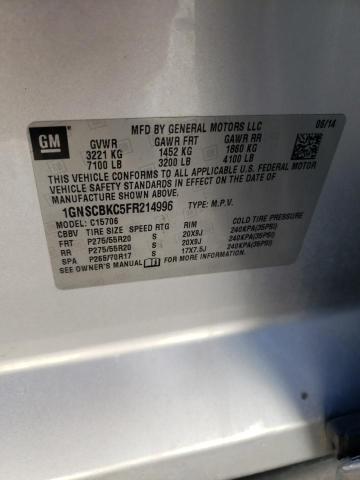 GM
MFD BY GENERAL MOTORS LLC 08/14
GVWR GAWR FRT GAWR RR
3221 KG 1452 KG 1860 KG
7100 LB 3200 LB 4100 LB
THIS VEHICLE CONFORMS TO ALL APPLICABLE U.S. FEDERAL MOTOR
VEHICLE SAFETY STANDARDS IN EFFECT ON THE DATE OF
MANUFACTURE SHOWN ABOVE.
1GNSCBKC5FR214996 TYPE: M.P.V.
MODEL: C15706
CBBV TIRE SIZE SPEED RTG RIM COLD TIRE PRESSURE
FRT P275/55R20 S 20X9J 240KPA(35PSI)
RR P275/55R20 S 20X9J 240KPA(35PSI)
SPA P265/70R17 S 17X7.5J 240KPA(35PSI)
SEE OWNER'S MANUAL FOR MORE INFORMATION